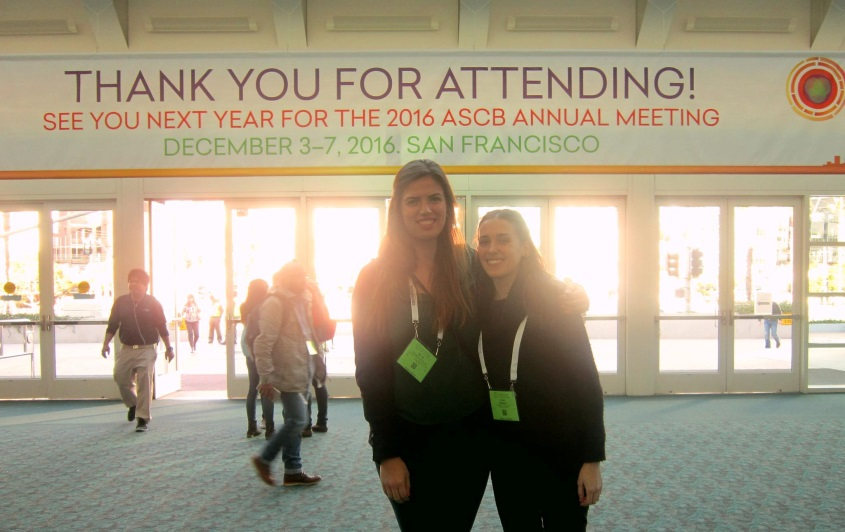 THANK YOU FOR ATTENDING!
SEE YOU NEXT YEAR FOR THE 2016 ASCB ANNUAL MEETING
DECEMBER 3–7, 2016. SAN FRANCISCO